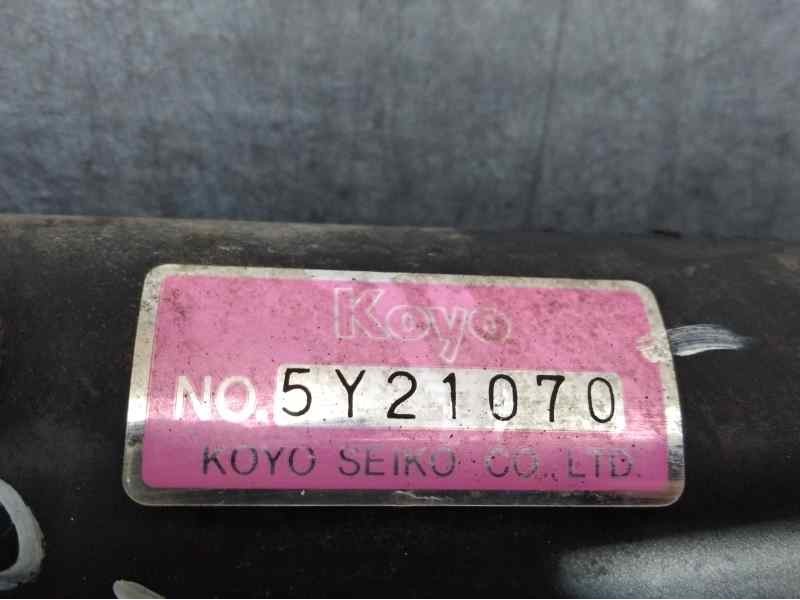 Koyo
NO. 5Y21070
KOYO SEIKO CO., LTD.